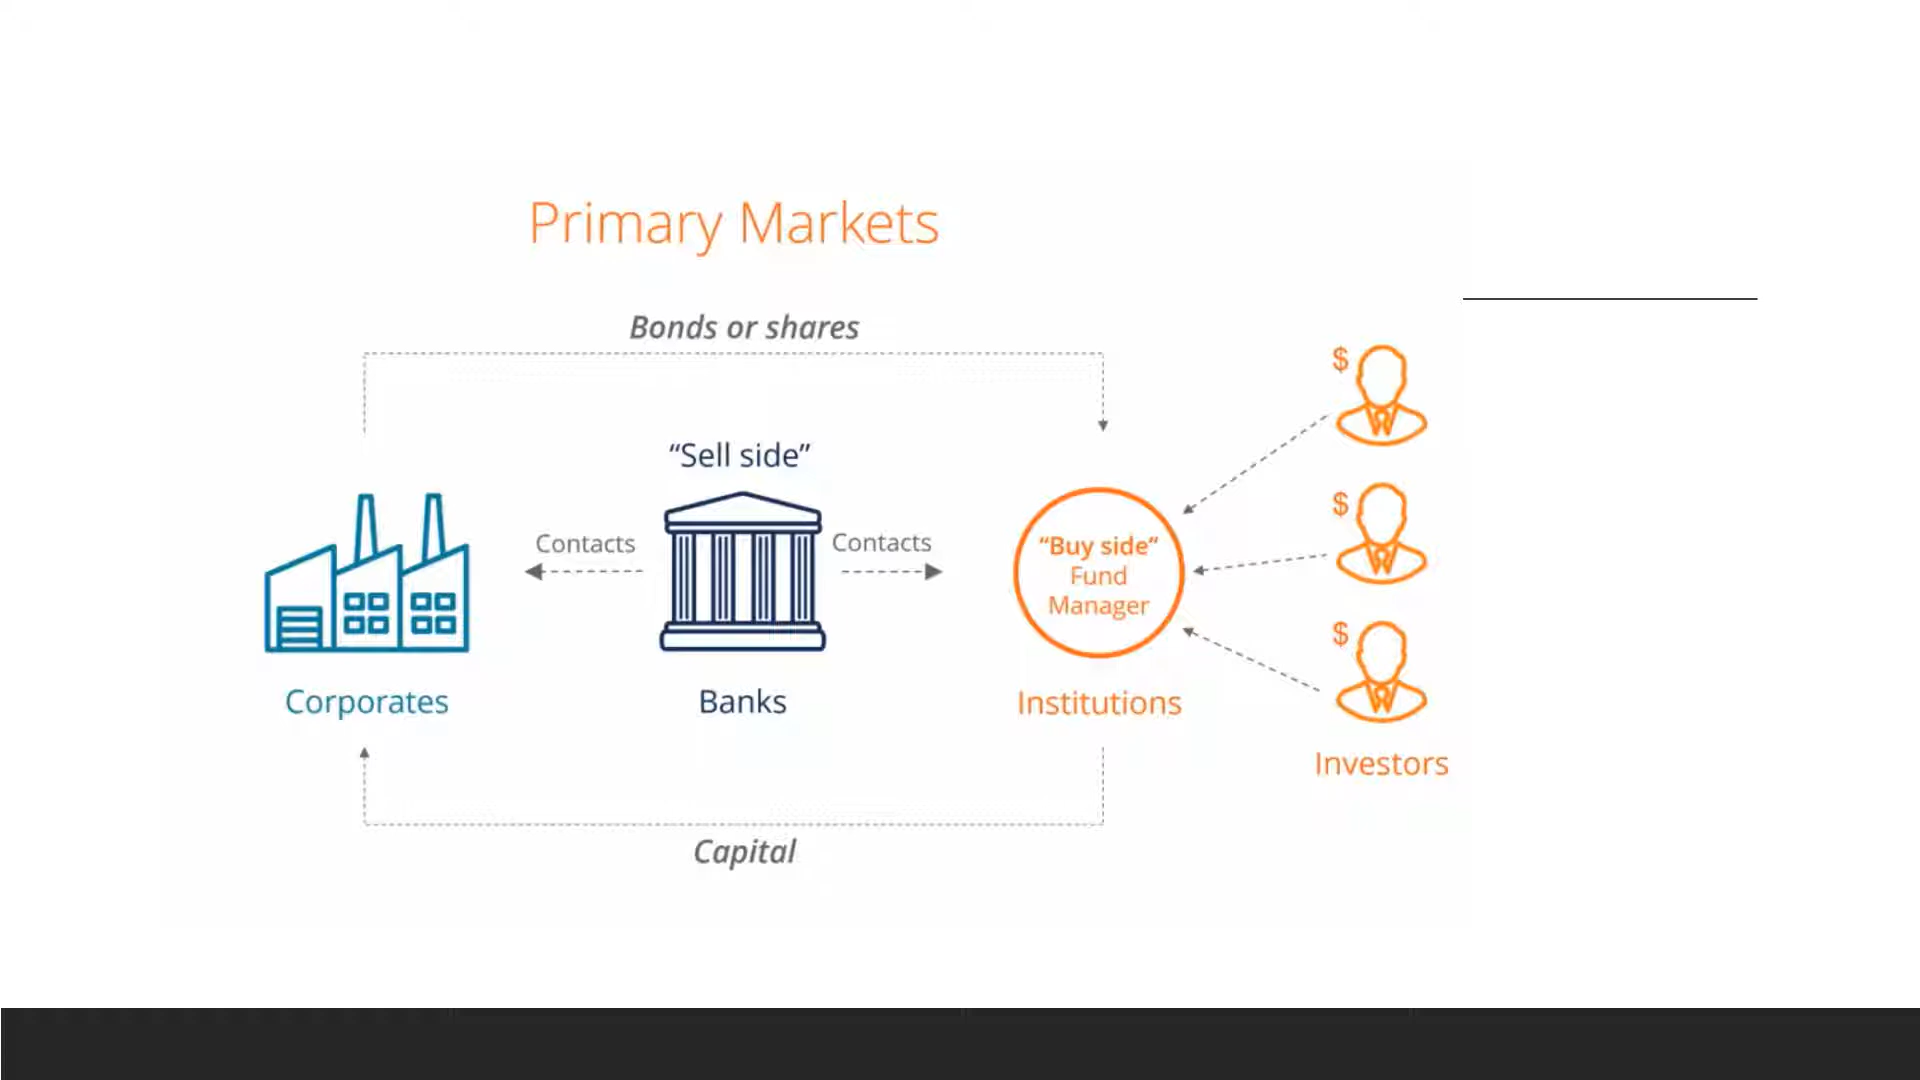 Primary Markets
Bonds or shares
“Sell side”
Contacts
Contacts
“Buy side”
Fund
Manager
$
$
$
Corporates
Banks
Institutions
Investors
Capital